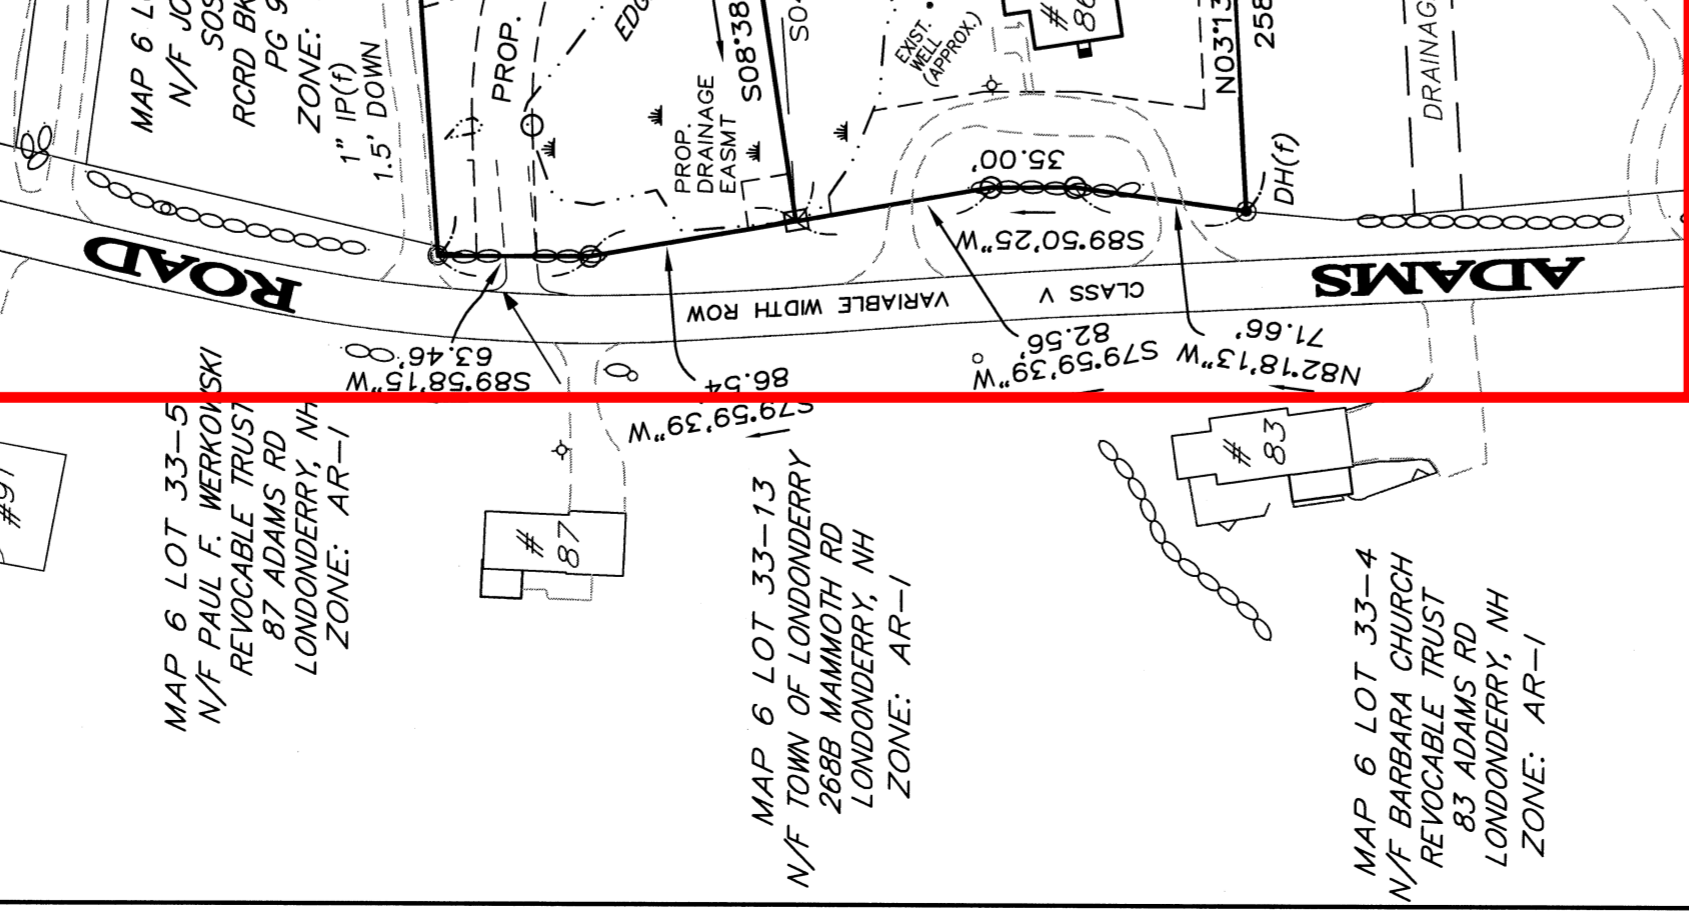 MAP 6
N/F JO
RCRD BK
PG 9
ZONE:
1" IP(f)
1.5' DOWN
PROP.
EDG
PROP.
DRAINAGE
EASMT
S08°38
S04
EXIST.
WELL
(APPROX.)
#
86
N03°13
258
DRAINAG
DH(f)
35.00'
S89°50'25"W
ADAMS
ROAD
CLASS V
VARIABLE WIDTH ROW
63.46'
S89°58'15"W
86.54
S79°59'39"W
82.56'
S79°59'39"W
71.66'
N82°18'13"W
#91
MAP 6 LOT 33-5
N/F PAUL F. WERKOWSKI
REVOCABLE TRUST
87 ADAMS RD
LONDONDERRY, NH
ZONE: AR-I
#
87
MAP 6 LOT 33-13
N/F TOWN OF LONDONDERRY
268B MAMMOTH RD
LONDONDERRY, NH
ZONE: AR-I
#
83
MAP 6 LOT 33-4
N/F BARBARA CHURCH
REVOCABLE TRUST
83 ADAMS RD
LONDONDERRY, NH
ZONE: AR-I